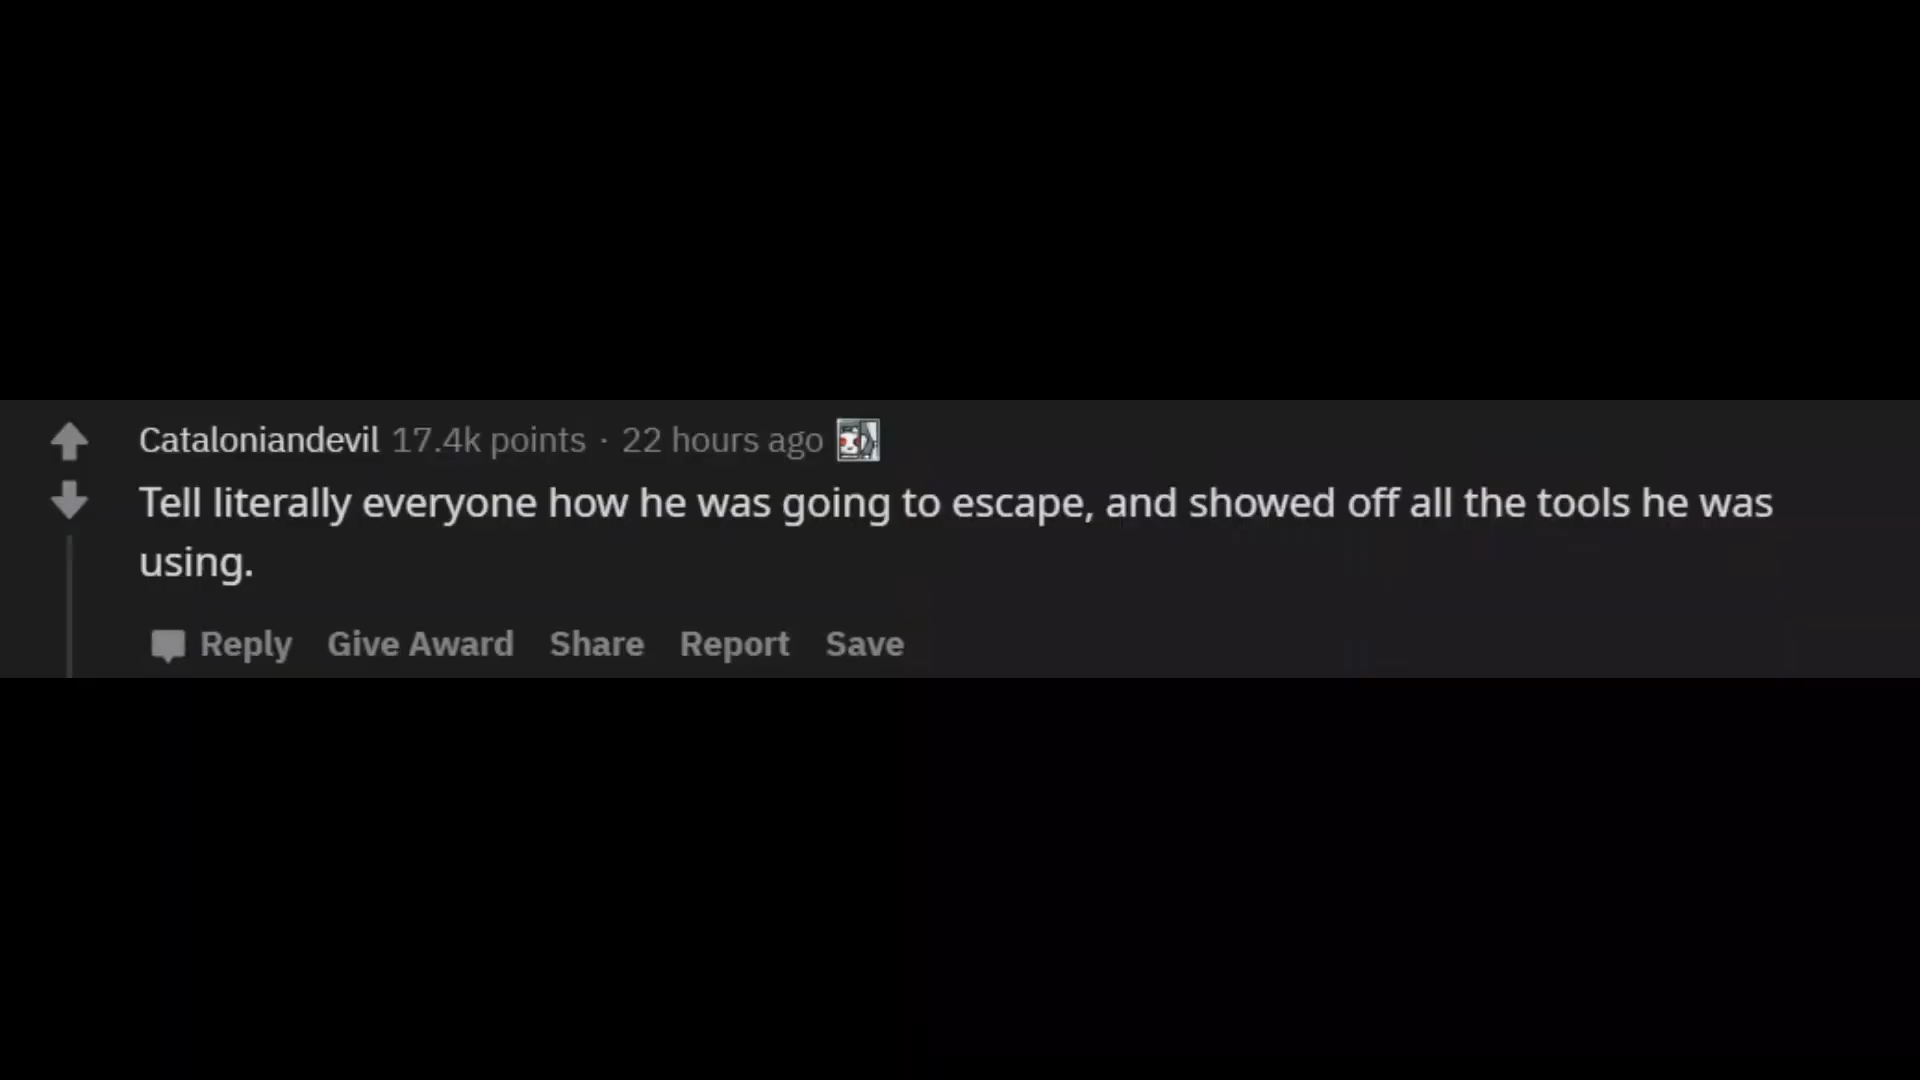 Cataloniandevil 17.4k points · 22 hours ago
Tell literally everyone how he was going to escape, and showed off all the tools he was
using.
Reply Give Award Share Report Save